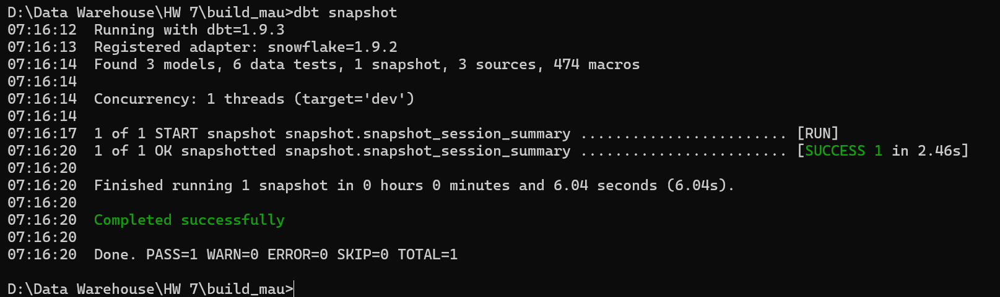 D:\Data Warehouse\HW 7\build_mau>dbt snapshot
07:16:12  Running with dbt=1.9.3
07:16:13  Registered adapter: snowflake=1.9.2
07:16:14  Found 3 models, 6 data tests, 1 snapshot, 3 sources, 474 macros
07:16:14
07:16:14  Concurrency: 1 threads (target='dev')
07:16:14
07:16:17  1 of 1 START snapshot snapshot.snapshot_session_summary ........................ [RUN]
07:16:20  1 of 1 OK snapshotted snapshot.snapshot_session_summary ........................ [SUCCESS 1 in 2.46s]
07:16:20
07:16:20  Finished running 1 snapshot in 0 hours 0 minutes and 6.04 seconds (6.04s).
07:16:20
07:16:20  Completed successfully
07:16:20
07:16:20  Done. PASS=1 WARN=0 ERROR=0 SKIP=0 TOTAL=1
D:\Data Warehouse\HW 7\build_mau>